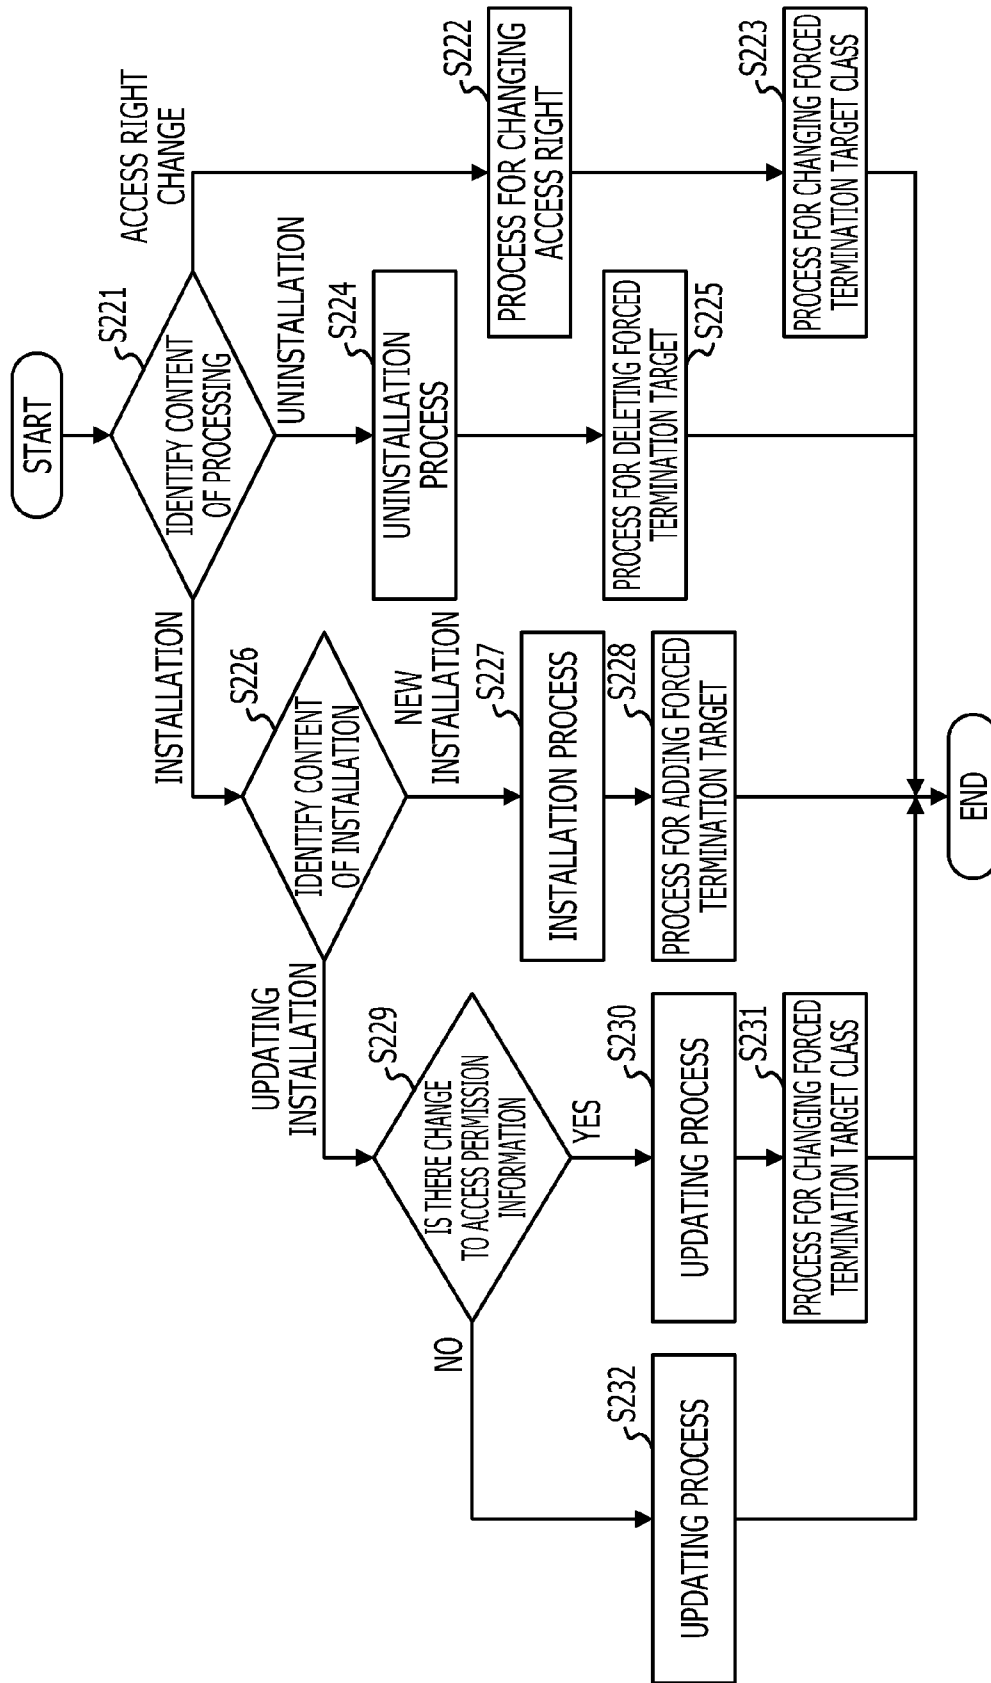 START
S221
IDENTIFY CONTENT
OF PROCESSING
ACCESS RIGHT
CHANGE
S222
PROCESS FOR CHANGING
ACCESS RIGHT
S223
PROCESS FOR CHANGING FORCED
TERMINATION TARGET CLASS
UNINSTALLATION
S224
UNINSTALLATION
PROCESS
PROCESS FOR DELETING FORCED
TERMINATION TARGET
S225
INSTALLATION
S226
IDENTIFY CONTENT
OF INSTALLATION
NEW
INSTALLATION
S227
INSTALLATION PROCESS
S228
PROCESS FOR ADDING FORCED
TERMINATION TARGET
UPDATING
INSTALLATION
S229
IS THERE CHANGE
TO ACCESS PERMISSION
INFORMATION
YES
S230
UPDATING PROCESS
S231
PROCESS FOR CHANGING FORCED
TERMINATION TARGET CLASS
NO
S232
UPDATING PROCESS
END